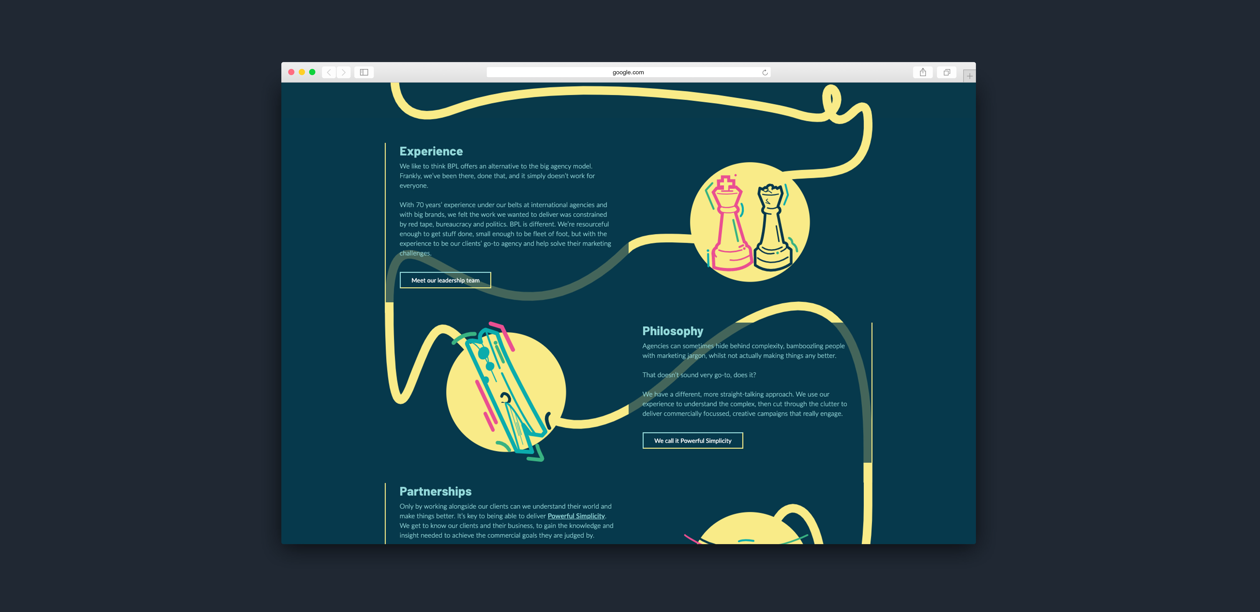 google.com
Experience
We like to think BPL offers an alternative to the big agency model.
Frankly, we've been there, done that, and it simply doesn't work for
everyone.
With 70 years' experience under our belts at international agencies and
with big brands, we felt the work we wanted to deliver was constrained
by red tape, bureaucracy and politics. BPL is different. We're resourceful
enough to get stuff done, small enough to be fleet of foot, but with the
experience to be our clients' go-to agency and help solve their marketing
challenges.
Meet our leadership team
Philosophy
Agencies can sometimes hide behind complexity, bamboozling people
with marketing jargon, whilst not actually making things any better.
That doesn't sound very go-to, does it?
We have a different, more straight-talking approach. We use our
experience to understand the complex, then cut through the clutter to
deliver commercially focussed, creative campaigns that really engage.
We call it Powerful Simplicity
Partnerships
Only by working alongside our clients can we understand their world and
make things better. It's key to being able to deliver Powerful Simplicity.
We get to know our clients and their business, to gain the knowledge and
insight needed to achieve the commercial goals they are judged by.